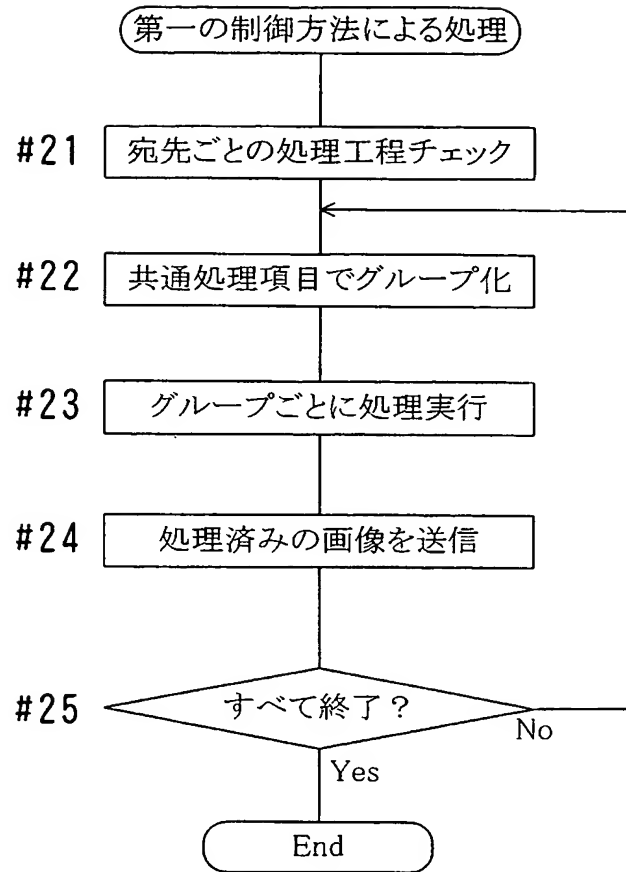 第一の制御方法による処理
#21 宛先ごとの処理工程チェック
#22 共通処理項目でグループ化
#23 グループごとに処理実行
#24 処理済みの画像を送信
#25 すべて終了?
No
Yes
End